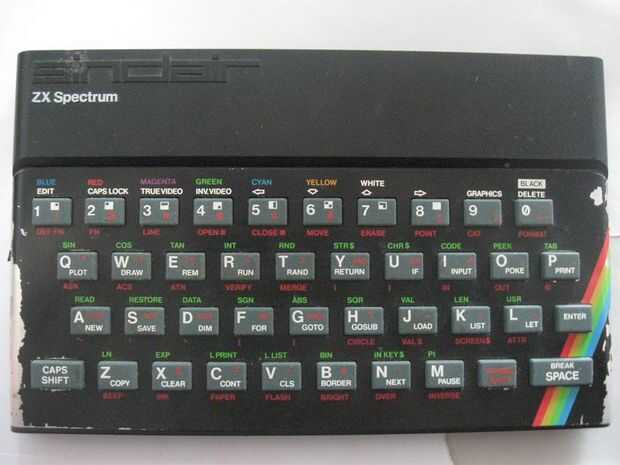 sinclair
ZX Spectrum
BLUE RED MAGENTA GREEN CYAN YELLOW WHITE BLACK
EDIT CAPS LOCK TRUE VIDEO INV. VIDEO GRAPHICS DELETE
1 2 3 4 5 6 7 8 9 0
DEF FN FN LINE OPEN # CLOSE # MOVE ERASE POINT CAT FORMAT
SIN COS TAN INT RND STR$ CHR$ CODE PEEK TAB
Q W E R T Y U I O P
PLOT DRAW REM RUN RAND RETURN IF INPUT POKE PRINT
ASN ACS ATN VERIFY MERGE [ ] IN OUT ©
READ RESTORE DATA SGN ABS SQR VAL LEN USR
A S D F G H J K L ENTER
NEW SAVE DIM FOR GOTO GOSUB LOAD LIST LET
CIRCLE VAL$ SCREEN$ ATTR
LN EXP L PRINT L LIST BIN IN KEY$ PI
CAPS SHIFT Z X C V B N M BREAK SPACE
COPY CLEAR CONT CLS BORDER NEXT PAUSE
BEEP INK PAPER FLASH BRIGHT OVER INVERSE